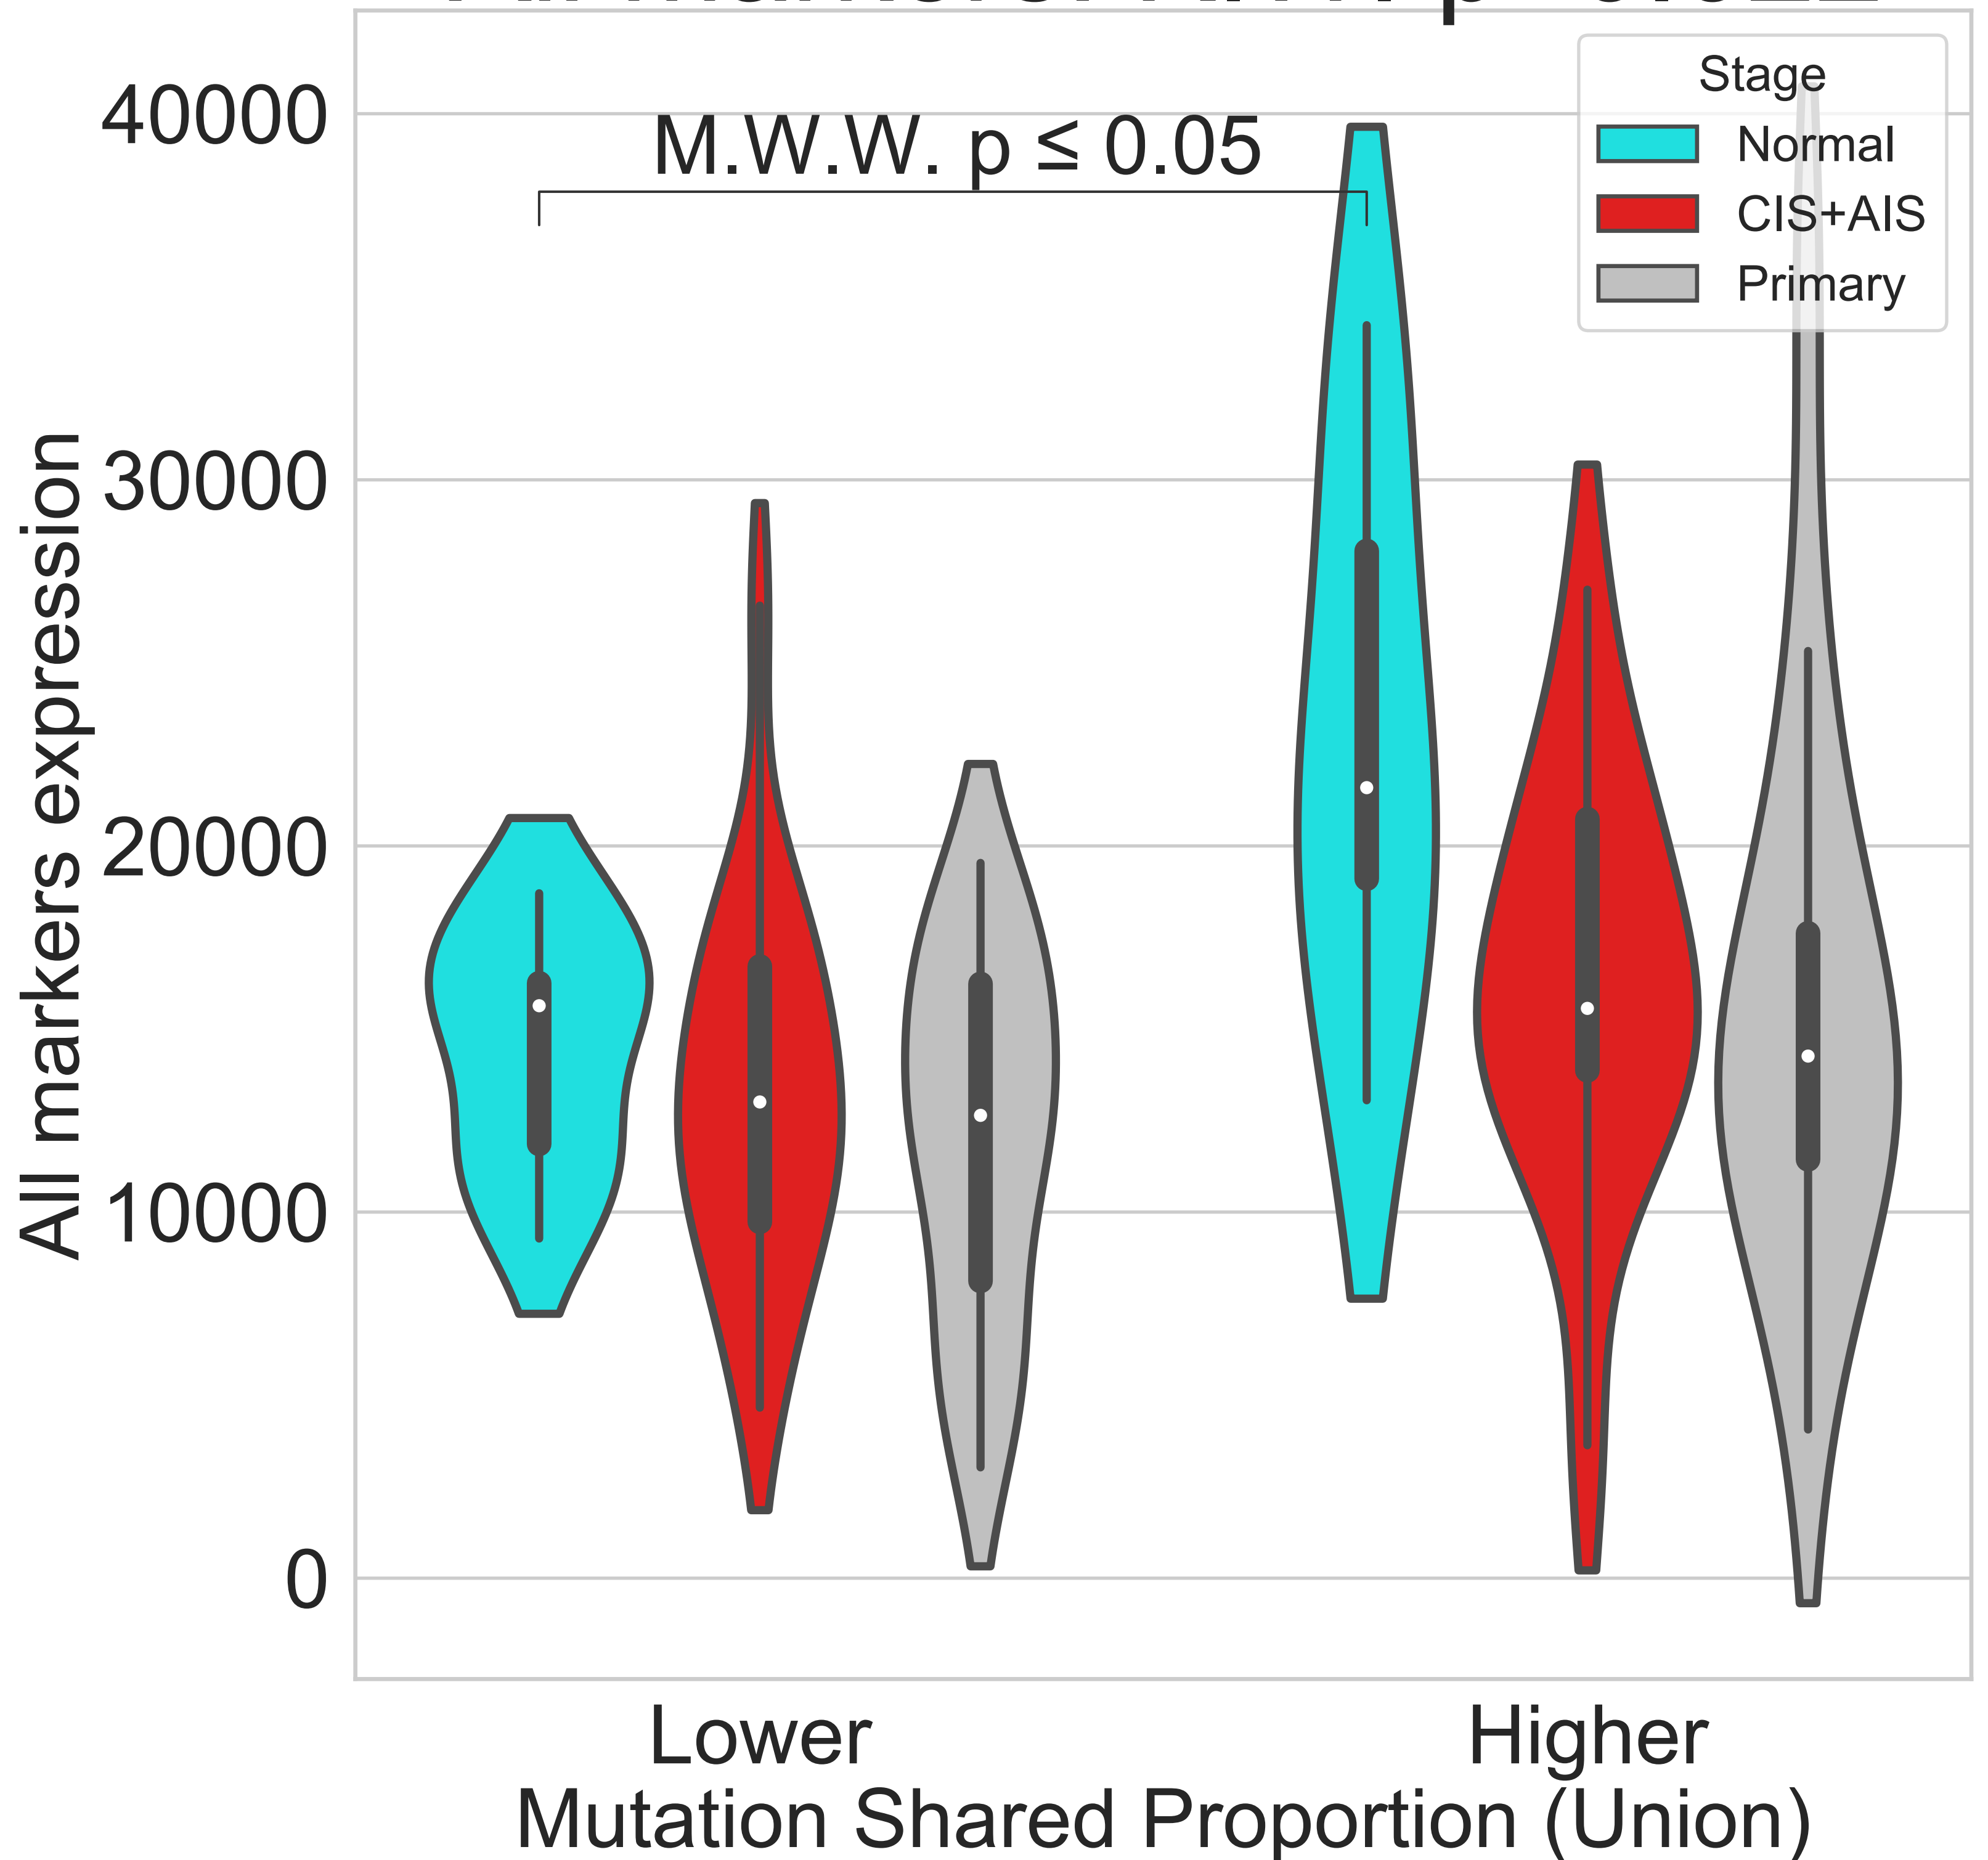 Stage
Normal
CIS+AIS
Primary
M.W.W. p ≤ 0.05
40000
30000
20000
10000
0
All markers expression
Lower
Higher
Mutation Shared Proportion (Union)